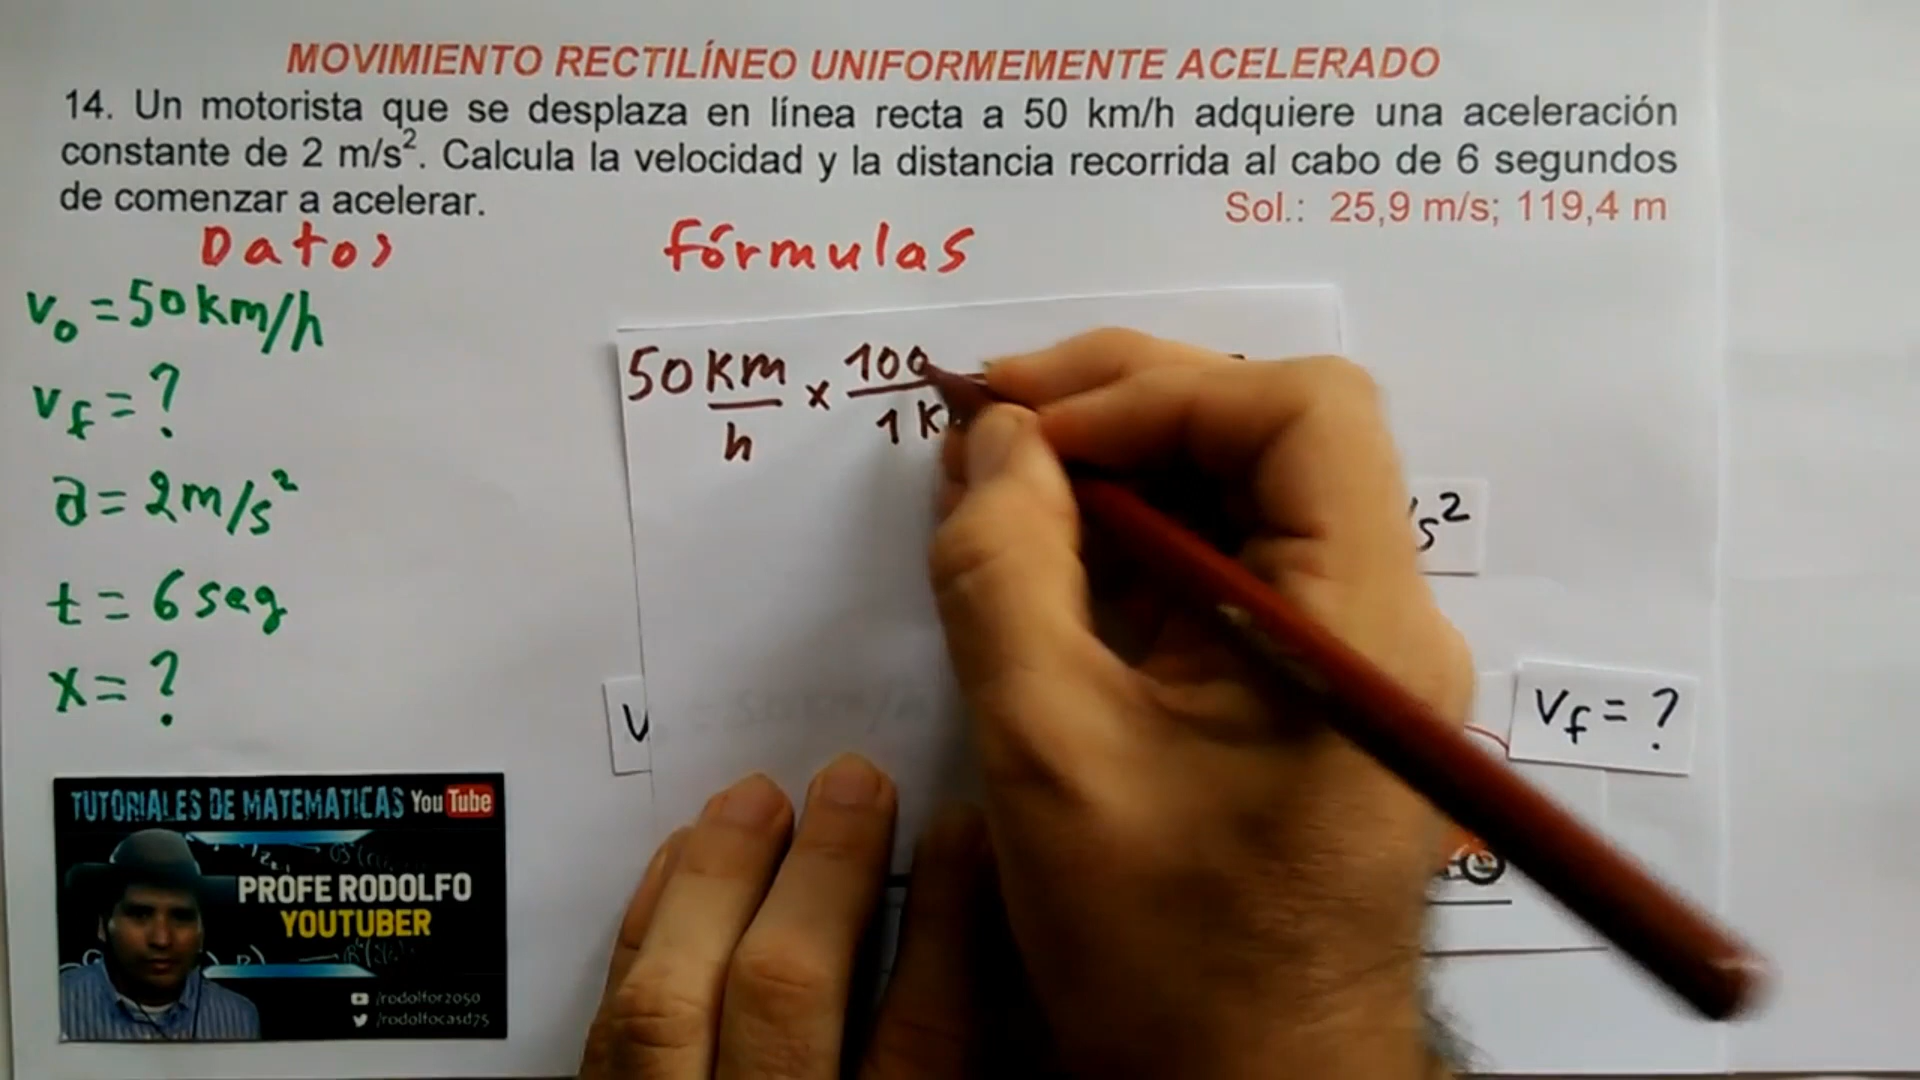 MOVIMIENTO RECTILÍNEO UNIFORMEMENTE ACELERADO
14. Un motorista que se desplaza en línea recta a 50 km/h adquiere una aceleración
constante de 2 m/s². Calcula la velocidad y la distancia recorrida al cabo de 6 segundos
de comenzar a acelerar.
Sol.: 25,9 m/s; 119,4 m
Datos
v₀ = 50 km/h
v_f = ?
a = 2 m/s²
t = 6 seg
x = ?
fórmulas
50 km/h × 100/1 K
s²
V
V_f = ?
TUTORIALES DE MATEMATICAS YouTube
PROFE RODOLFO
YOUTUBER
/rodolfor2050
/rodolfocasd75